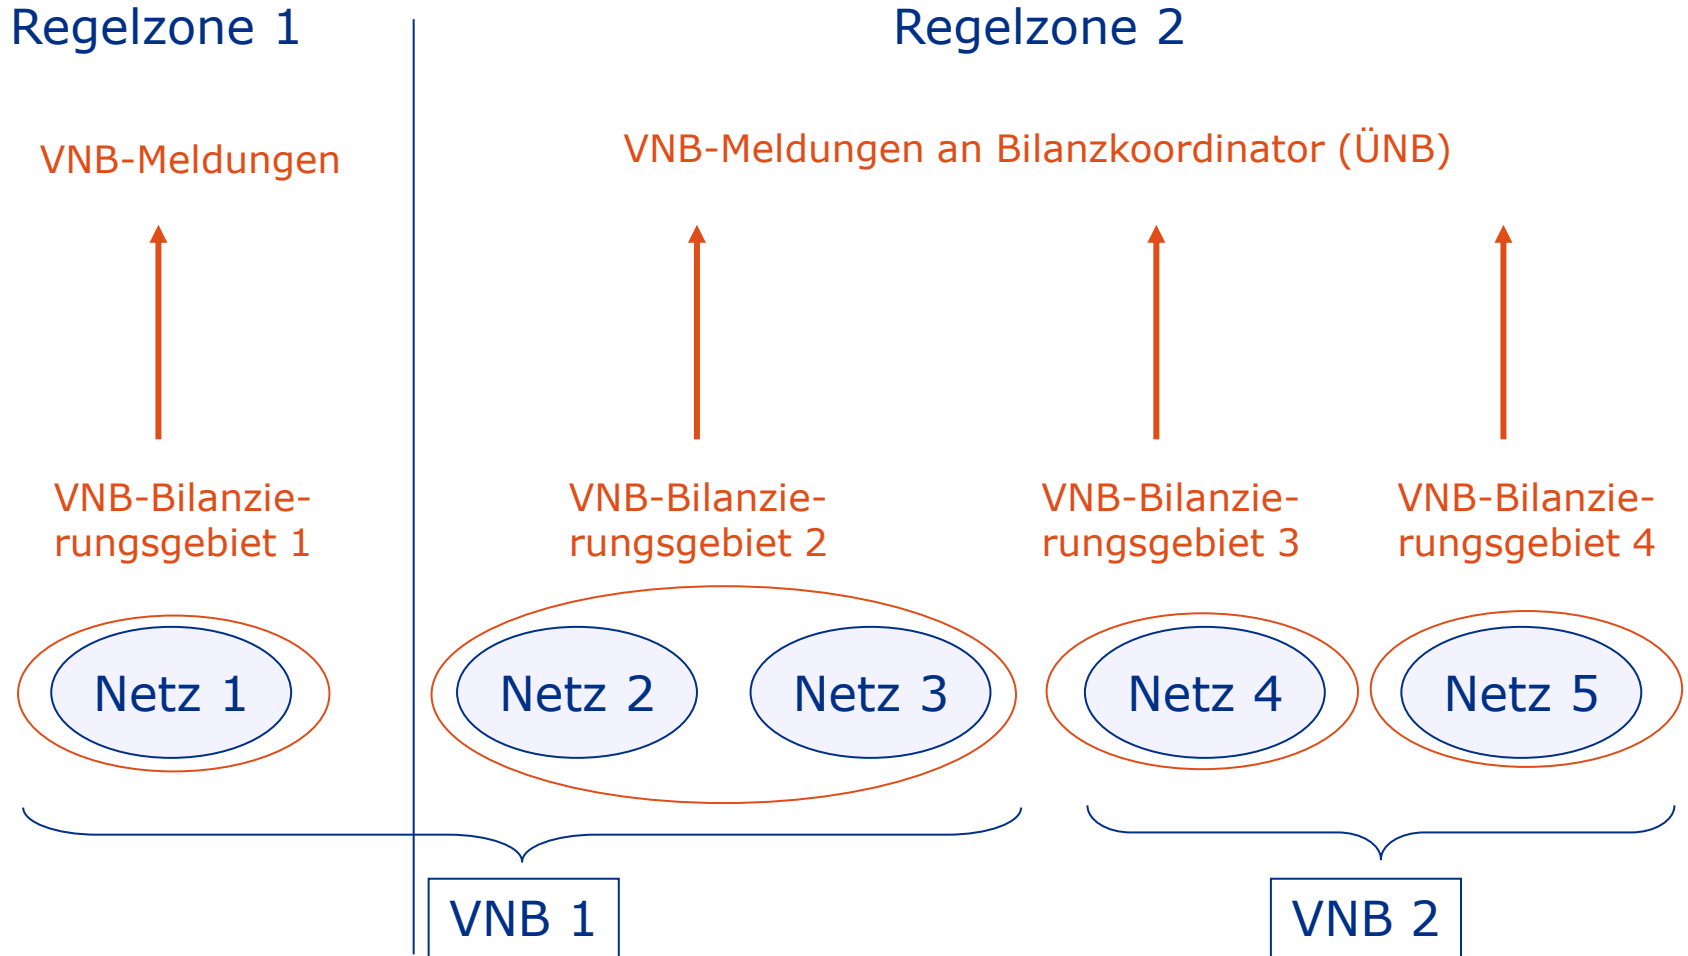 Regelzone 1
Regelzone 2
VNB-Meldungen
VNB-Meldungen an Bilanzkoordinator (ÜNB)
VNB-Bilanzie-
rungsgebiet 1
VNB-Bilanzie-
rungsgebiet 2
VNB-Bilanzie-
rungsgebiet 3
VNB-Bilanzie-
rungsgebiet 4
Netz 1
Netz 2
Netz 3
Netz 4
Netz 5
VNB 1
VNB 2